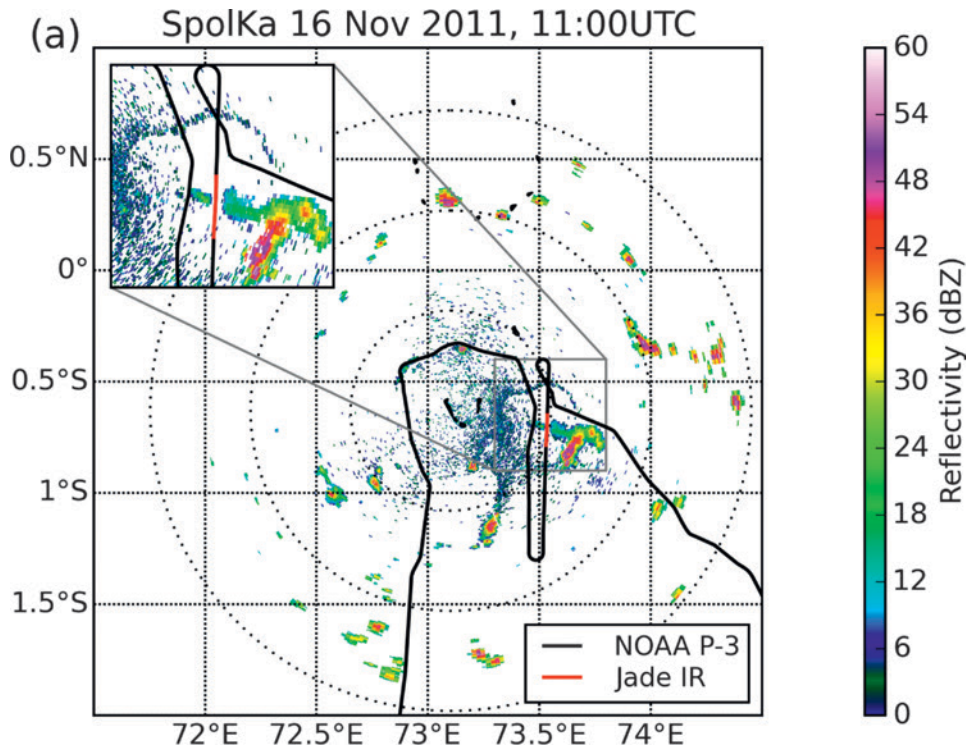 (a)
SpolKa 16 Nov 2011, 11:00UTC
0.5°N
0°
0.5°S
1°S
1.5°S
72°E
72.5°E
73°E
73.5°E
74°E
NOAA P-3
Jade IR
60
54
48
42
36
30
24
18
12
6
0
Reflectivity (dBZ)